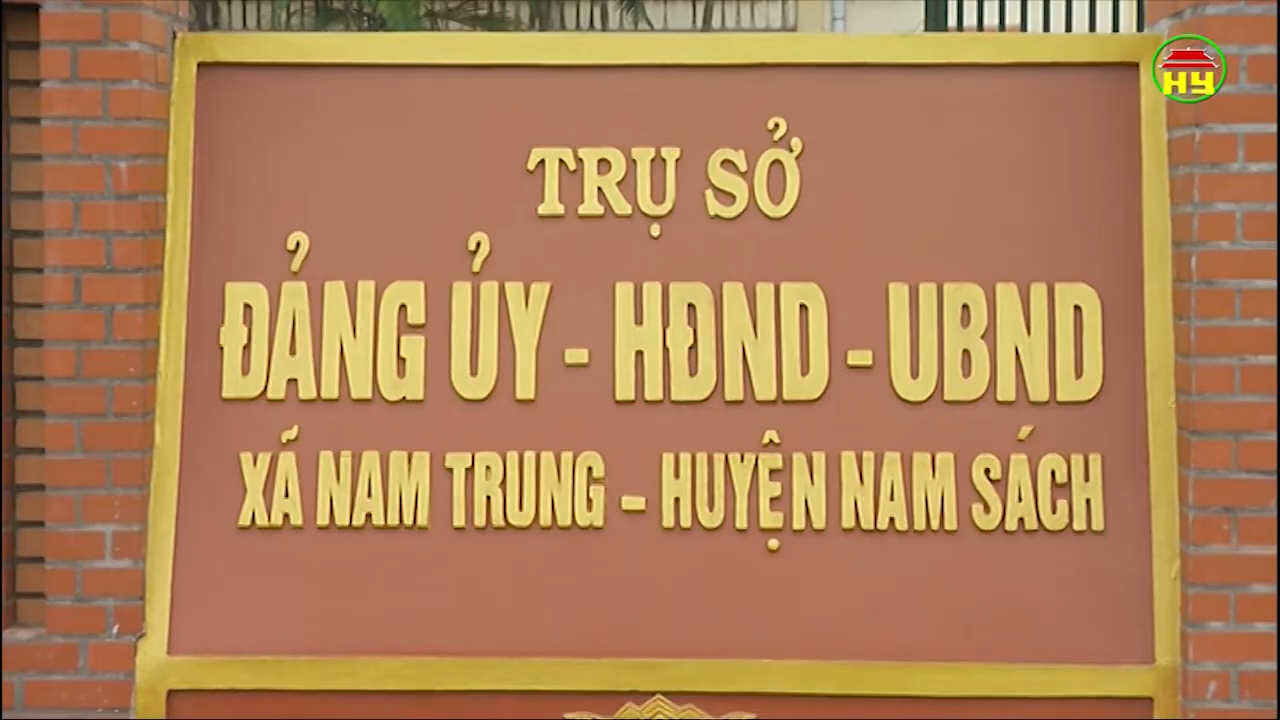 HY
TRỤ SỞ
ĐẢNG ỦY - HĐND - UBND
XÃ NAM TRUNG - HUYỆN NAM SÁCH